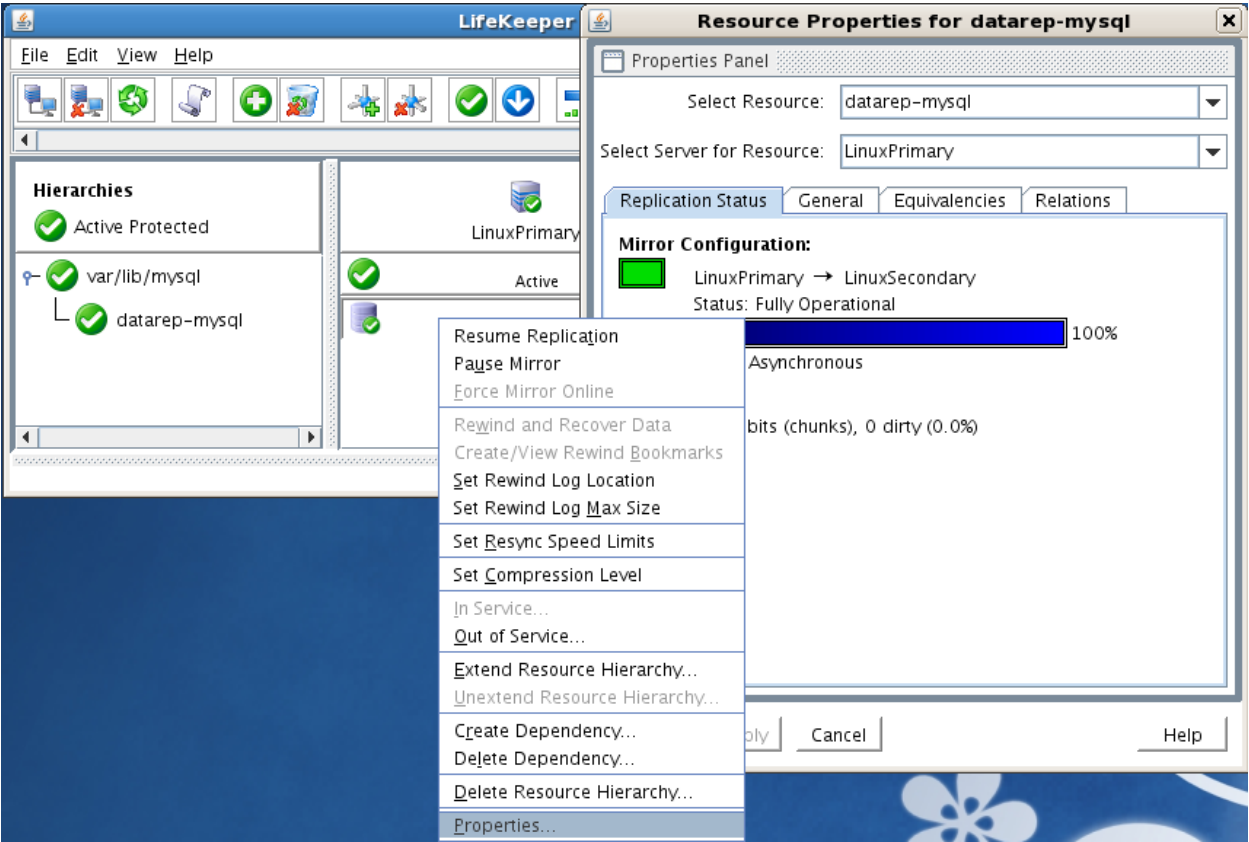 LifeKeeper
File Edit View Help
Hierarchies
Active Protected
LinuxPrimary
var/lib/mysql
Active
datarep-mysql
Resource Properties for datarep-mysql
Properties Panel
Select Resource: datarep-mysql
Select Server for Resource: LinuxPrimary
Replication Status General Equivalencies Relations
Mirror Configuration:
LinuxPrimary → LinuxSecondary
Status: Fully Operational
100%
Asynchronous
bits (chunks), 0 dirty (0.0%)
Cancel Help
Resume Replication
Pause Mirror
Force Mirror Online
Rewind and Recover Data
Create/View Rewind Bookmarks
Set Rewind Log Location
Set Rewind Log Max Size
Set Resync Speed Limits
Set Compression Level
In Service...
Out of Service...
Extend Resource Hierarchy...
Unextend Resource Hierarchy...
Create Dependency...
Delete Dependency...
Delete Resource Hierarchy...
Properties...